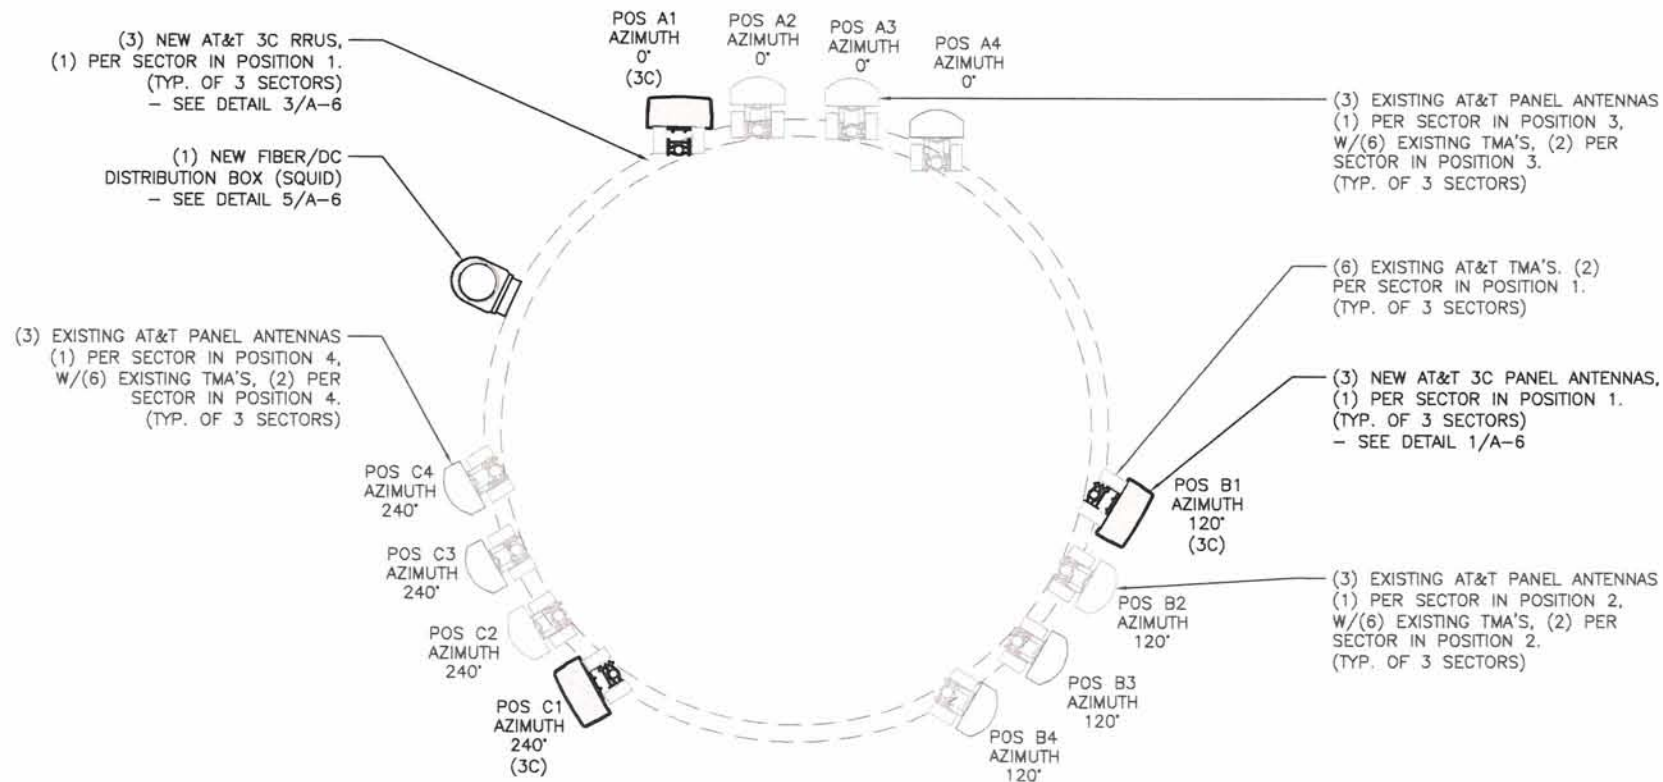 (3) NEW AT&T 3C RRUS,
(1) PER SECTOR IN POSITION 1.
(TYP. OF 3 SECTORS)
– SEE DETAIL 3/A–6
(1) NEW FIBER/DC
DISTRIBUTION BOX (SQUID)
– SEE DETAIL 5/A–6
(3) EXISTING AT&T PANEL ANTENNAS
(1) PER SECTOR IN POSITION 4,
W/(6) EXISTING TMA'S, (2) PER
SECTOR IN POSITION 4.
(TYP. OF 3 SECTORS)
POS A1
AZIMUTH
0°
(3C)
POS A2
AZIMUTH
0°
POS A3
AZIMUTH
0°
POS A4
AZIMUTH
0°
(3) EXISTING AT&T PANEL ANTENNAS
(1) PER SECTOR IN POSITION 3,
W/(6) EXISTING TMA'S, (2) PER
SECTOR IN POSITION 3.
(TYP. OF 3 SECTORS)
(6) EXISTING AT&T TMA'S. (2)
PER SECTOR IN POSITION 1.
(TYP. OF 3 SECTORS)
(3) NEW AT&T 3C PANEL ANTENNAS,
(1) PER SECTOR IN POSITION 1.
(TYP. OF 3 SECTORS)
– SEE DETAIL 1/A–6
(3) EXISTING AT&T PANEL ANTENNAS
(1) PER SECTOR IN POSITION 2,
W/(6) EXISTING TMA'S, (2) PER
SECTOR IN POSITION 2.
(TYP. OF 3 SECTORS)
POS B1
AZIMUTH
120°
(3C)
POS B2
AZIMUTH
120°
POS B3
AZIMUTH
120°
POS B4
AZIMUTH
120°
POS C4
AZIMUTH
240°
POS C3
AZIMUTH
240°
POS C2
AZIMUTH
240°
POS C1
AZIMUTH
240°
(3C)